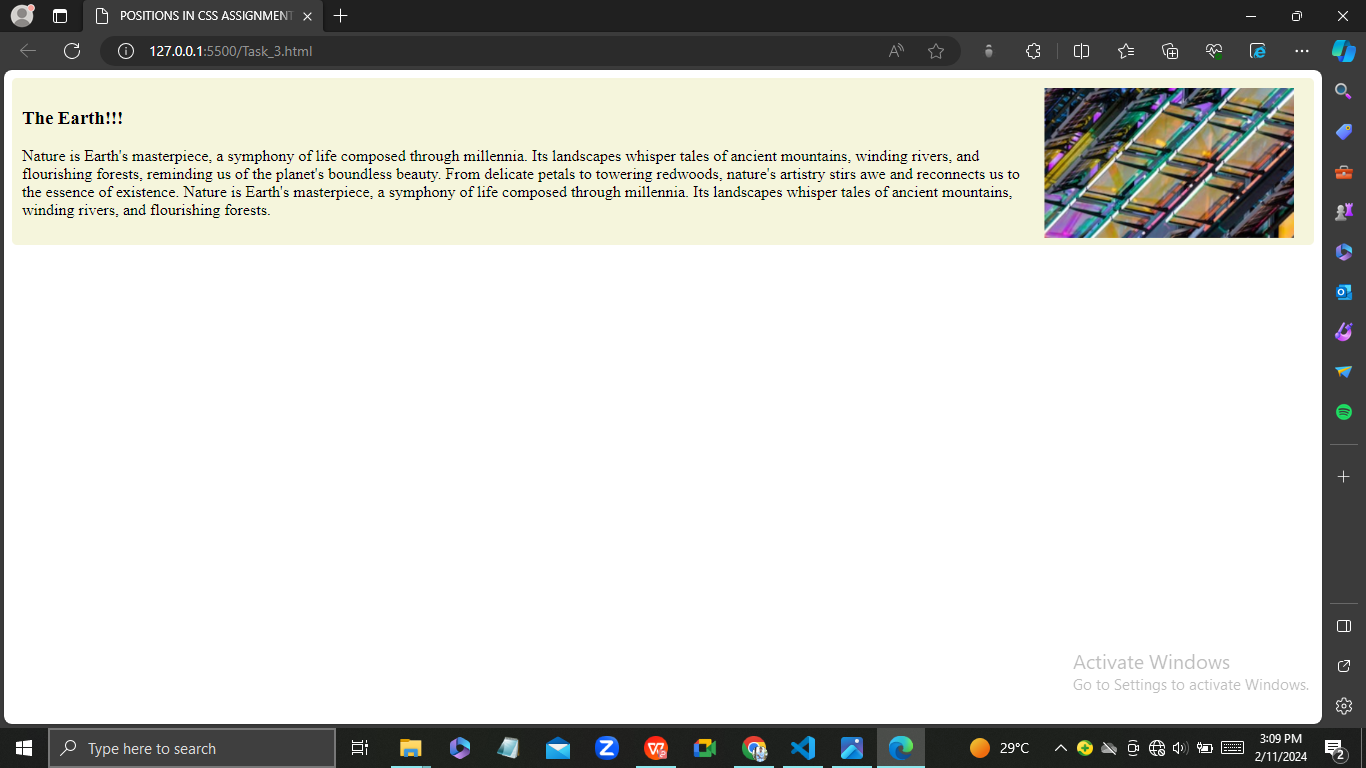 POSITIONS IN CSS ASSIGNMENT
127.0.0.1:5500/Task_3.html
The Earth!!!
Nature is Earth's masterpiece, a symphony of life composed through millennia. Its landscapes whisper tales of ancient mountains, winding rivers, and
flourishing forests, reminding us of the planet's boundless beauty. From delicate petals to towering redwoods, nature's artistry stirs awe and reconnects us to
the essence of existence. Nature is Earth's masterpiece, a symphony of life composed through millennia. Its landscapes whisper tales of ancient mountains,
winding rivers, and flourishing forests.
Activate Windows
Go to Settings to activate Windows.
Type here to search
29°C
3:09 PM
2/11/2024
2